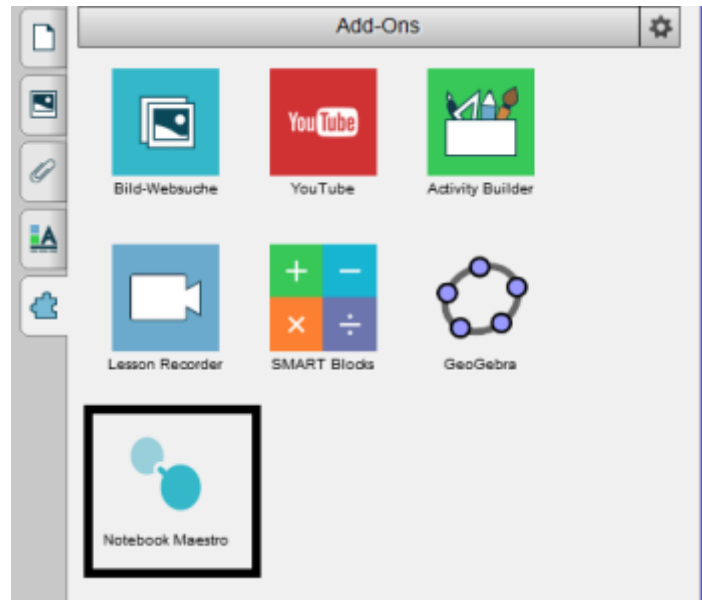 Add-Ons
Bild-Websuche
YouTube
YouTube
Activity Builder
Lesson Recorder
SMART Blocks
GeoGebra
Notebook Maestro